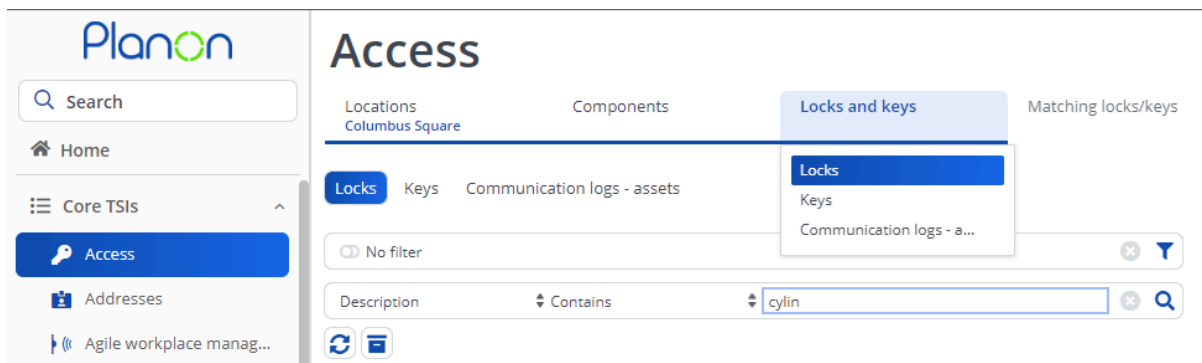 Planon
Search
Home
Core TSIs
Access
Addresses
Agile workplace manag...
Access
Locations
Columbus Square
Components
Locks and keys
Matching locks/keys
Locks
Keys
Communication logs - a...
Locks Keys Communication logs - assets
No filter
Description Contains cylin